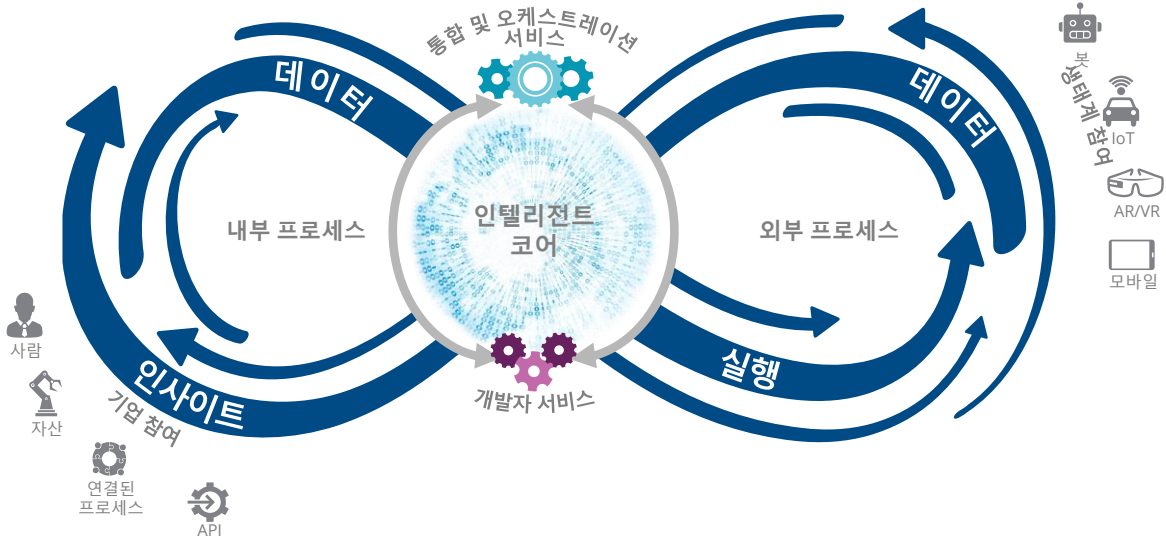 통합 및 오케스트레이션
서비스
데이터
데이터
봇
생태계 참여
IoT
AR/VR
모바일
내부 프로세스
인텔리전트
코어
외부 프로세스
사람
자산
인사이트
기업 참여
실행
개발자 서비스
연결된
프로세스
API